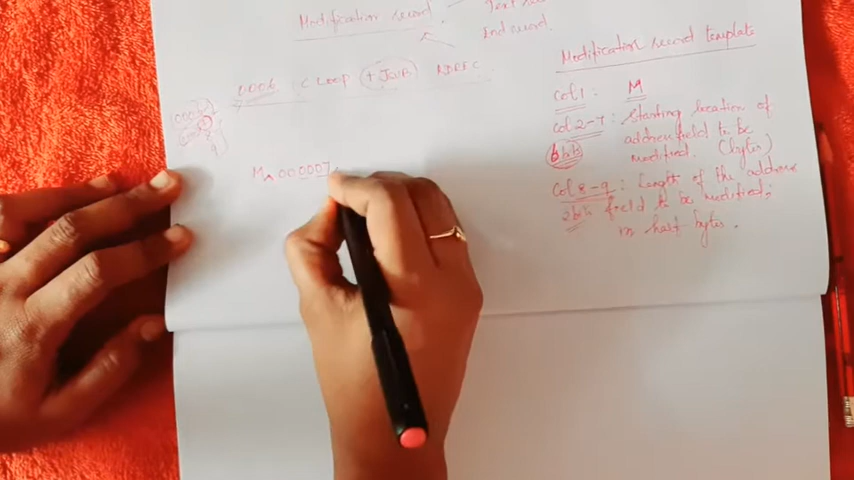 Text
Modification record
End record.
0006 CLoop +JSUB RDREC
M^000007^
Modification record template
Col 1: M
Col 2-7: Starting location of
address field to be
modified. (bytes)
Col 8-9: Length of the address
field to be modified;
in half bytes.